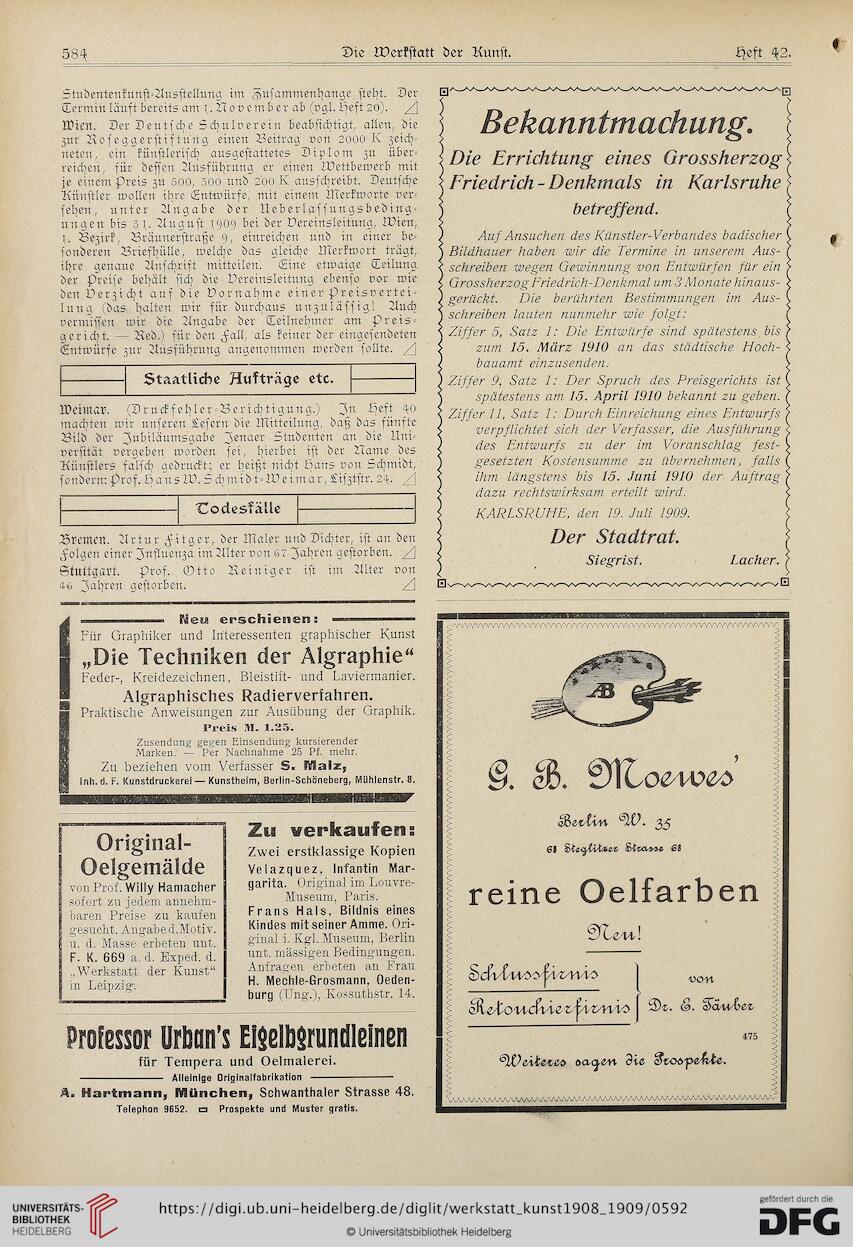 584
Die Werkstatt der Kunst.
Heft 42.
Studentenkunst-Ausstellung im Zusammenhange steht. Der
Termin läuft bereits am 1. November ab (vgl. Heft 20).
Wien. Der Deutsche Schulverein beabsichtigt, allen, die
zur Roseggerstiftung einen Beitrag von 2000 K zeich-
neten, ein künstlerisch ausgestattetes Diplom zu über-
reichen, für dessen Ausführung er einen Wettbewerb mit
je einem Preis zu 500, 300 und 200 K ausschreibt. Deutsche
Künstler wollen ihre Entwürfe, mit einem Merkworte ver-
sehen, unter Angabe der Ueberlassungsbeding-
ungen bis 31. August 1909 bei der Vereinsleitung, Wien,
1. Bezirk, Bräunerstraße 9, einreichen und in einer be-
sonderen Briefhülle, welche das gleiche Merkwort trägt,
ihre genaue Anschrift mitteilen. Eine etwaige Teilung
der Preise behält sich die Vereinsleitung ebenso vor wie
den Verzicht auf die Vornahme einer Preisvertei-
lung (das halten wir für durchaus unzulässig! Auch
vermissen wir die Angabe der Teilnehmer am Preis-
gericht. — Red.) für den Fall, als keiner der eingesendeten
Entwürfe zur Ausführung angenommen werden sollte.
Staatliche Aufträge etc.
Weimar. (Druckfehler-Berichtigung.) In Heft 40
machten wir unseren Lesern die Mitteilung, daß das fünfte
Bild der Jubiläumsgabe Jenaer Studenten an die Uni-
versität vergeben worden sei, hierbei ist der Name des
Künstlers falsch gedruckt; er heißt nicht Hans von Schmidt,
sondern: Prof. Hans W. Schmidt-Weimar, Lisztstr. 24.
Todesfälle
Bremen. Artur Fitger, der Maler und Dichter, ist an den
Folgen einer Influenza im Alter von 67 Jahren gestorben.
Stuttgart. Prof. Otto Reiniger ist im Alter von
46 Jahren gestorben.
Neu erschienen:
Für Graphiker und Interessenten graphischer Kunst
„Die Techniken der Algraphie“
Feder-, Kreidezeichnen, Bleistift- und Laviermanier.
Algraphisches Radierverfahren.
Praktische Anweisungen zur Ausübung der Graphik.
Preis M. 1.25.
Zusendung gegen Einsendung kursierender
Marken. — Per Nachnahme 25 Pf. mehr.
Zu beziehen vom Verfasser S. Malz,
Inh. d. F. Kunstdruckerei — Kunstheim, Berlin-Schöneberg, Mühlenstr. 8.
Original-
Oelgemälde
von Prof. Willy Hamacher
sofort zu jedem annehm-
baren Preise zu kaufen
gesucht. Angabe d. Motiv.
u. d. Masse erbeten unt.
F. K. 669 a. d. Exped. d.
„Werkstatt der Kunst“
in Leipzig.
Zu verkaufen:
Zwei erstklassige Kopien
Velazquez, Infantin Mar-
garita. Original im Louvre-
Museum, Paris.
Frans Hals, Bildnis eines
Kindes mit seiner Amme. Ori-
ginal i. Kgl. Museum, Berlin
unt. mässigen Bedingungen.
Anfragen erbeten an Frau
H. Mechle-Grosmann, Oeden-
burg (Ung.), Kossuthstr. 14.
Professor Urban's Eigelbgrundleinen
für Tempera und Oelmalerei.
Alleinige Originalfabrikation
A. Hartmann, München, Schwanthaler Strasse 48.
Telephon 9652. Prospekte und Muster gratis.
Bekanntmachung.
Die Errichtung eines Grossherzog
Friedrich-Denkmals in Karlsruhe
betreffend.
Auf Ansuchen des Künstler-Verbandes badischer
Bildhauer haben wir die Termine in unserem Aus-
schreiben wegen Gewinnung von Entwürfen für ein
Grossherzog Friedrich-Denkmal um 3 Monate hinaus-
gerückt. Die berührten Bestimmungen im Aus-
schreiben lauten nunmehr wie folgt:
Ziffer 5, Satz 1: Die Entwürfe sind spätestens bis
zum 15. März 1910 an das städtische Hoch-
bauamt einzusenden.
Ziffer 9, Satz 1: Der Spruch des Preisgerichts ist
spätestens am 15. April 1910 bekannt zu geben.
Ziffer 11, Satz 1: Durch Einreichung eines Entwurfs
verpflichtet sich der Verfasser, die Ausführung
des Entwurfs zu der im Voranschlag fest-
gesetzten Kostensumme zu übernehmen, falls
ihm längstens bis 15. Juni 1910 der Auftrag
dazu rechtswirksam erteilt wird.
KARLSRUHE, den 19. Juli 1909.
Der Stadtrat.
Siegrist. Lacher.
AB
G. B. Moewes'
Berlin W. 35
68 Steglitzer Strasse 68
reine Oelfarben
Neu!
Schlussfirnis
Retouchierfirnis
von
Dr. E. Täuber
475
Weiteres sagen die Prospekte.
UNIVERSITÄTS-
BIBLIOTHEK
HEIDELBERG
https://digi.ub.uni-heidelberg.de/diglit/werkstatt_kunst1908_1909/0592
© Universitätsbibliothek Heidelberg
gefördert durch die
DFG